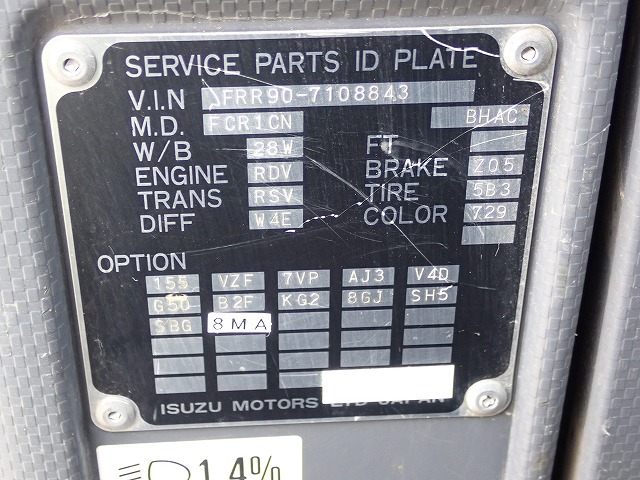 SERVICE PARTS ID PLATE
V.I.N FRR90-7108843
M.D. FCR1CN BHAC
W/B 28W FT
ENGINE RDV BRAKE Z05
TRANS RSV TIRE 5B3
DIFF W4E COLOR 729
OPTION
155 VZF 7VP AJ3 V4D
G50 B2F KG2 8GJ SH5
SBG 8MA
ISUZU MOTORS LTD JAPAN
1.4%